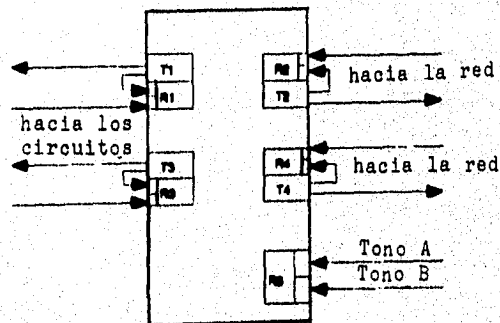 T1
R1
hacia los
circuitos
T3
R3
R2
hacia la red
T2
R4
hacia la red
T4
Tono A
R5
Tono B